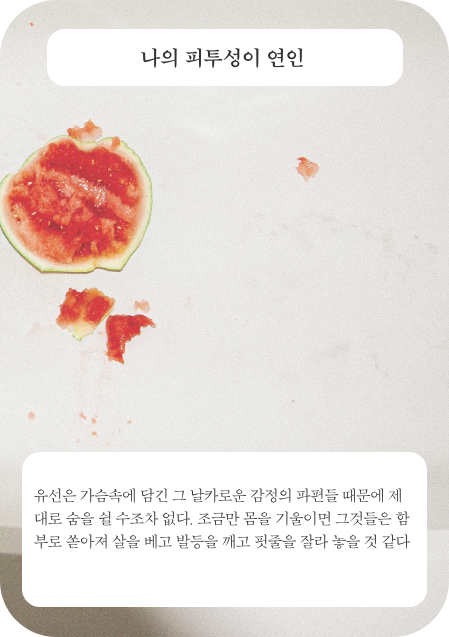 나의 피투성이 연인
유선은 가슴속에 담긴 그 날카로운 감정의 파편들 때문에 제
대로 숨을 쉴 수조차 없다. 조금만 몸을 기울이면 그것들은 함
부로 쏟아져 살을 베고 발등을 깨고 핏줄을 잘라 놓을 것 같다